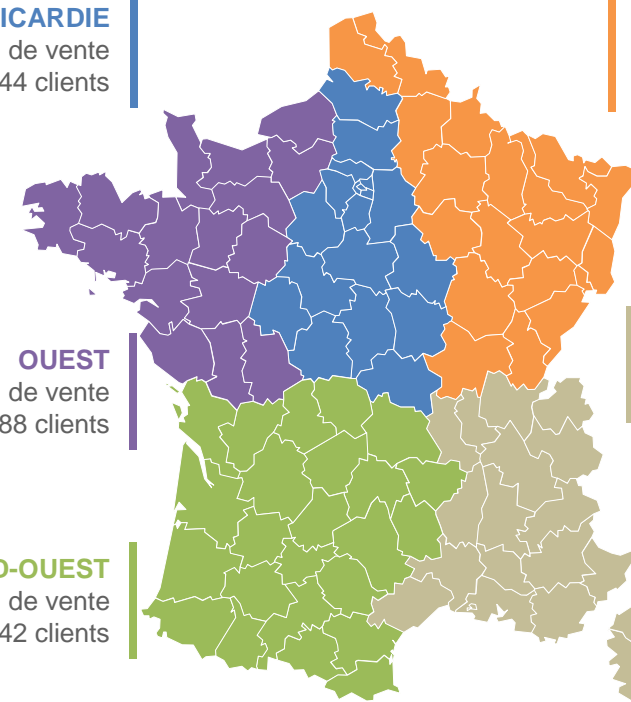 ICARDIE
de vente
44 clients
OUEST
de vente
88 clients
D-OUEST
de vente
42 clients